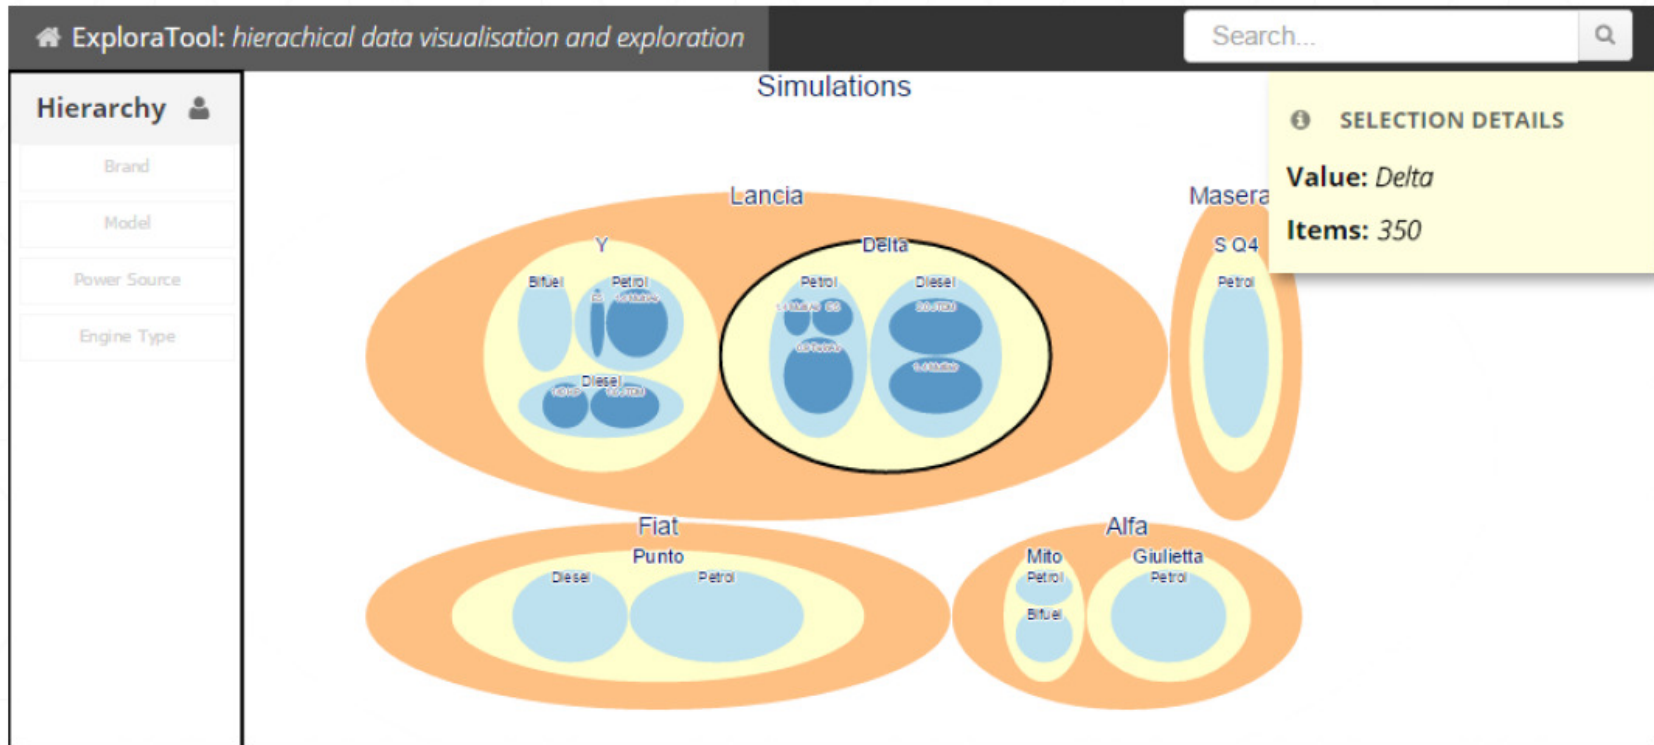 ExploraTool: hierachical data visualisation and exploration
Search...
Hierarchy
Brand
Model
Power Source
Engine Type
Simulations
SELECTION DETAILS
Value: Delta
Items: 350
Lancia
Masera
Y
Delta
S Q4
Bifuel
Petrol
Petrol
Diesel
Petrol
Diesel
Fiat
Alfa
Punto
Mito
Giulietta
Diesel
Petrol
Petrol
Petrol
Bifuel